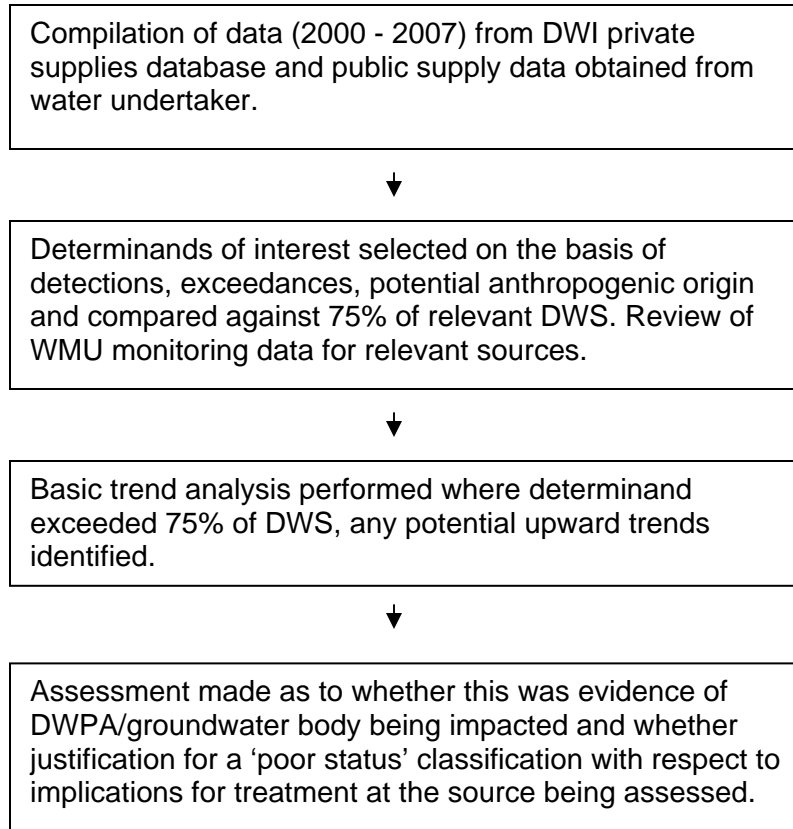 Compilation of data (2000 - 2007) from DWI private
supplies database and public supply data obtained from
water undertaker.
Determinands of interest selected on the basis of
detections, exceedances, potential anthropogenic origin
and compared against 75% of relevant DWS. Review of
WMU monitoring data for relevant sources.
Basic trend analysis performed where determinand
exceeded 75% of DWS, any potential upward trends
identified.
Assessment made as to whether this was evidence of
DWPA/groundwater body being impacted and whether
justification for a ‘poor status’ classification with respect to
implications for treatment at the source being assessed.